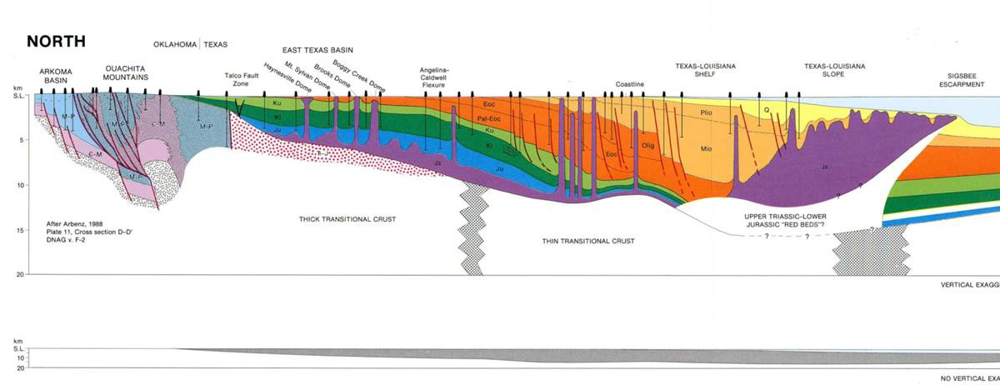 NORTH
OKLAHOMA | TEXAS
ARKOMA
BASIN
OUACHITA
MOUNTAINS
Talco Fault
Zone
EAST TEXAS BASIN
Haynesville Dome
Mt. Sylvan Dome
Brooks Dome
Boggy Creek Dome
Angelina-
Caldwell
Flexure
Coastline
TEXAS-LOUISIANA
SHELF
TEXAS-LOUISIANA
SLOPE
SIGSBEE
ESCARPMENT
km
S.L.
5
10
15
20
M-P
M-P
C-M
M-P
C-M
M-P
Ku
Kl
Ju
Js
Eoc
Pal-Eoc
Ku
Kl
Ju
Eoc
Olig
Plio
Mio
Q
Js
?
?
?
UPPER TRIASSIC-LOWER
JURASSIC "RED BEDS"?
? ?
THICK TRANSITIONAL CRUST
THIN TRANSITIONAL CRUST
After Arbenz, 1988
Plate 11, Cross section D-D'
DNAG v. F-2
VERTICAL EXAGG
km
S.L.
10
20
NO VERTICAL EXA